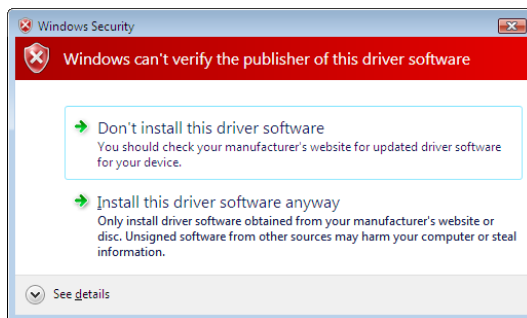 Windows Security
Windows can't verify the publisher of this driver software
Don't install this driver software
You should check your manufacturer's website for updated driver software
for your device.
Install this driver software anyway
Only install driver software obtained from your manufacturer's website or
disc. Unsigned software from other sources may harm your computer or steal
information.
See details